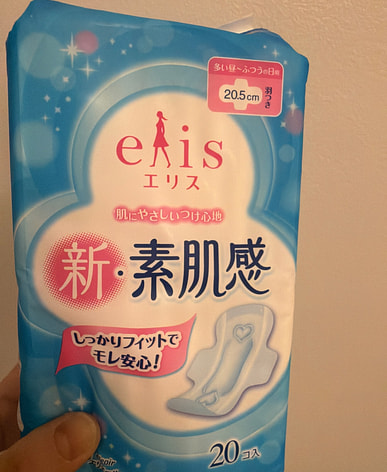 多い昼～ふつうの日用
20.5cm
羽つき
elis
エリス
肌にやさしいつけ心地
新・素肌感
しっかりフィットで
モレ安心！
20コ入